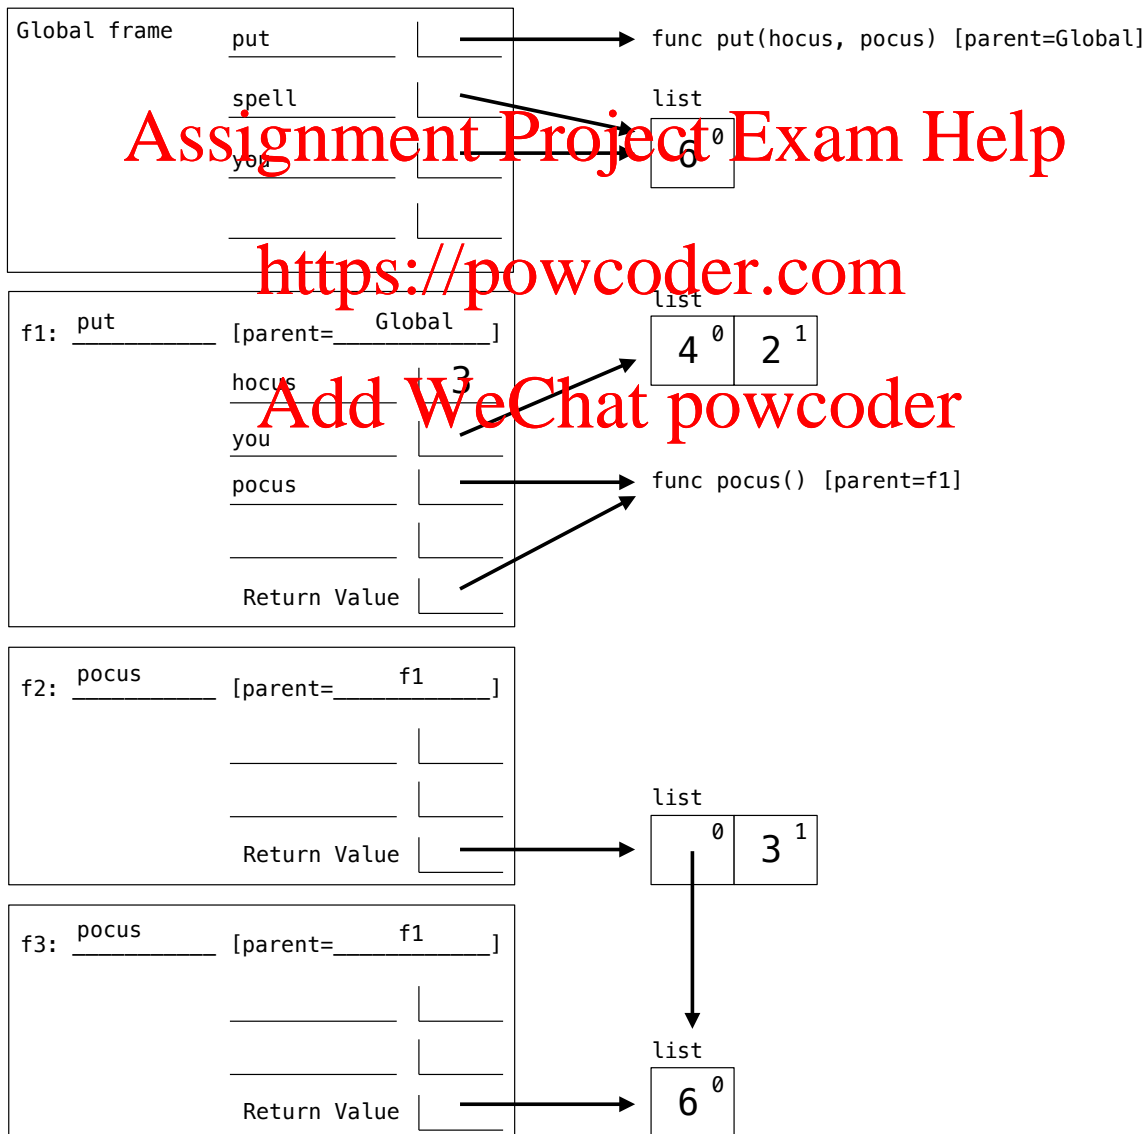 Global frame
put
func put(hocus, pocus) [parent=Global]
spell
list
Assignment Project Exam Help
you
6 0
https://powcoder.com
list
f1: put [parent=Global]
4 0 2 1
hocus 3
Add WeChat powcoder
you
pocus
func pocus() [parent=f1]
Return Value
f2: pocus [parent=f1]
list
Return Value
0 3 1
f3: pocus [parent=f1]
list
Return Value
6 0